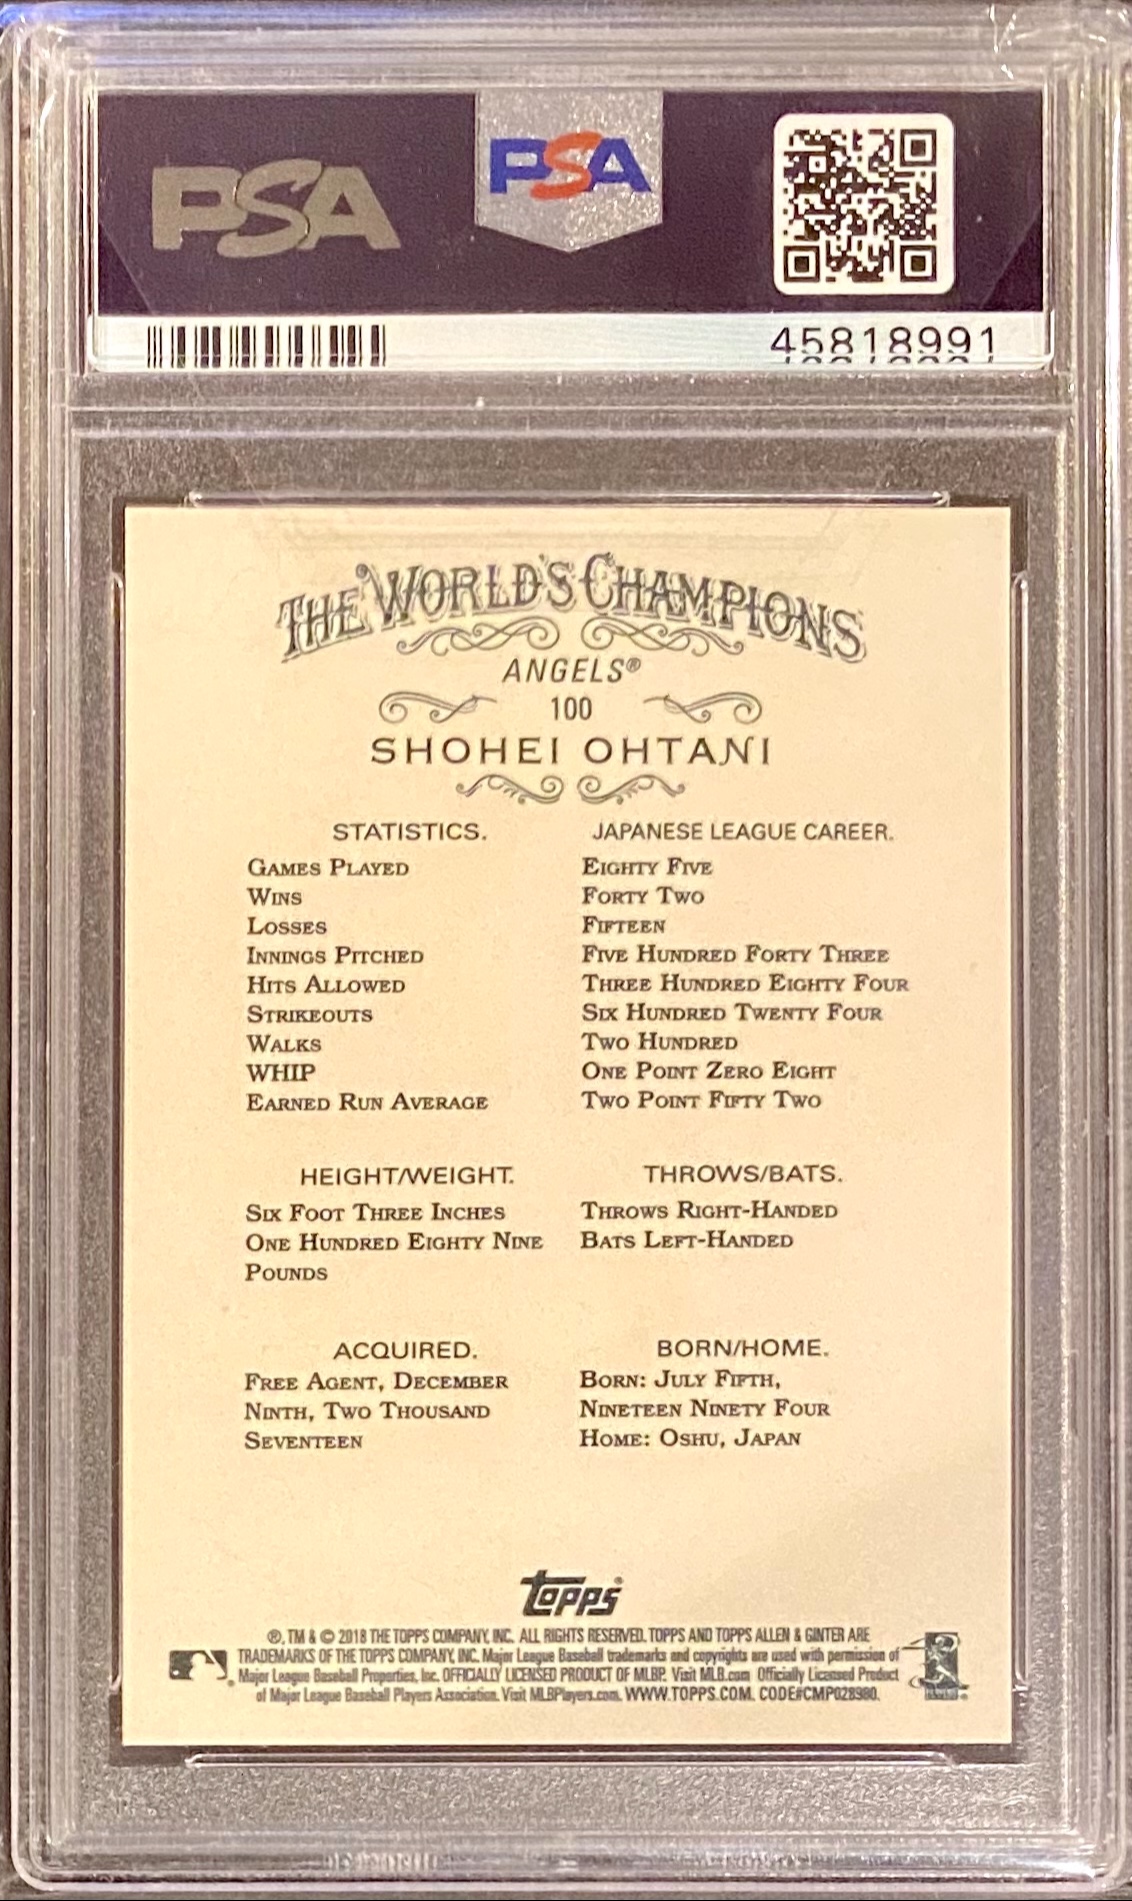 PSA
PSA
45818991
THE WORLD'S CHAMPIONS
ANGELS®
100
SHOHEI OHTANI
STATISTICS. JAPANESE LEAGUE CAREER.
GAMES PLAYED EIGHTY FIVE
WINS FORTY TWO
LOSSES FIFTEEN
INNINGS PITCHED FIVE HUNDRED FORTY THREE
HITS ALLOWED THREE HUNDRED EIGHTY FOUR
STRIKEOUTS SIX HUNDRED TWENTY FOUR
WALKS TWO HUNDRED
WHIP ONE POINT ZERO EIGHT
EARNED RUN AVERAGE TWO POINT FIFTY TWO
HEIGHT/WEIGHT. THROWS/BATS.
SIX FOOT THREE INCHES THROWS RIGHT-HANDED
ONE HUNDRED EIGHTY NINE BATS LEFT-HANDED
POUNDS
ACQUIRED. BORN/HOME.
FREE AGENT, DECEMBER BORN: JULY FIFTH,
NINTH, TWO THOUSAND NINETEEN NINETY FOUR
SEVENTEEN HOME: OSHU, JAPAN
topps®
®, TM & © 2018 THE TOPPS COMPANY, INC. ALL RIGHTS RESERVED. TOPPS AND TOPPS ALLEN & GINTER ARE
TRADEMARKS OF THE TOPPS COMPANY, INC. Major League Baseball trademarks and copyrights are used with permission of
Major League Baseball Properties, Inc. OFFICIALLY LICENSED PRODUCT OF MLBP. Visit MLB.com Officially Licensed Product
of Major League Baseball Players Association. Visit MLBPlayers.com. WWW.TOPPS.COM. CODE#CMP028980.